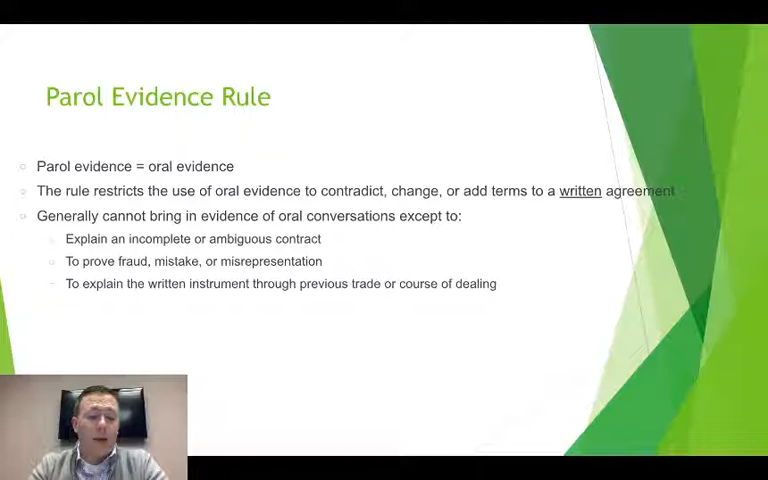 Parol Evidence Rule
Parol evidence = oral evidence
The rule restricts the use of oral evidence to contradict, change, or add terms to a written agreement
Generally cannot bring in evidence of oral conversations except to:
Explain an incomplete or ambiguous contract
To prove fraud, mistake, or misrepresentation
To explain the written instrument through previous trade or course of dealing